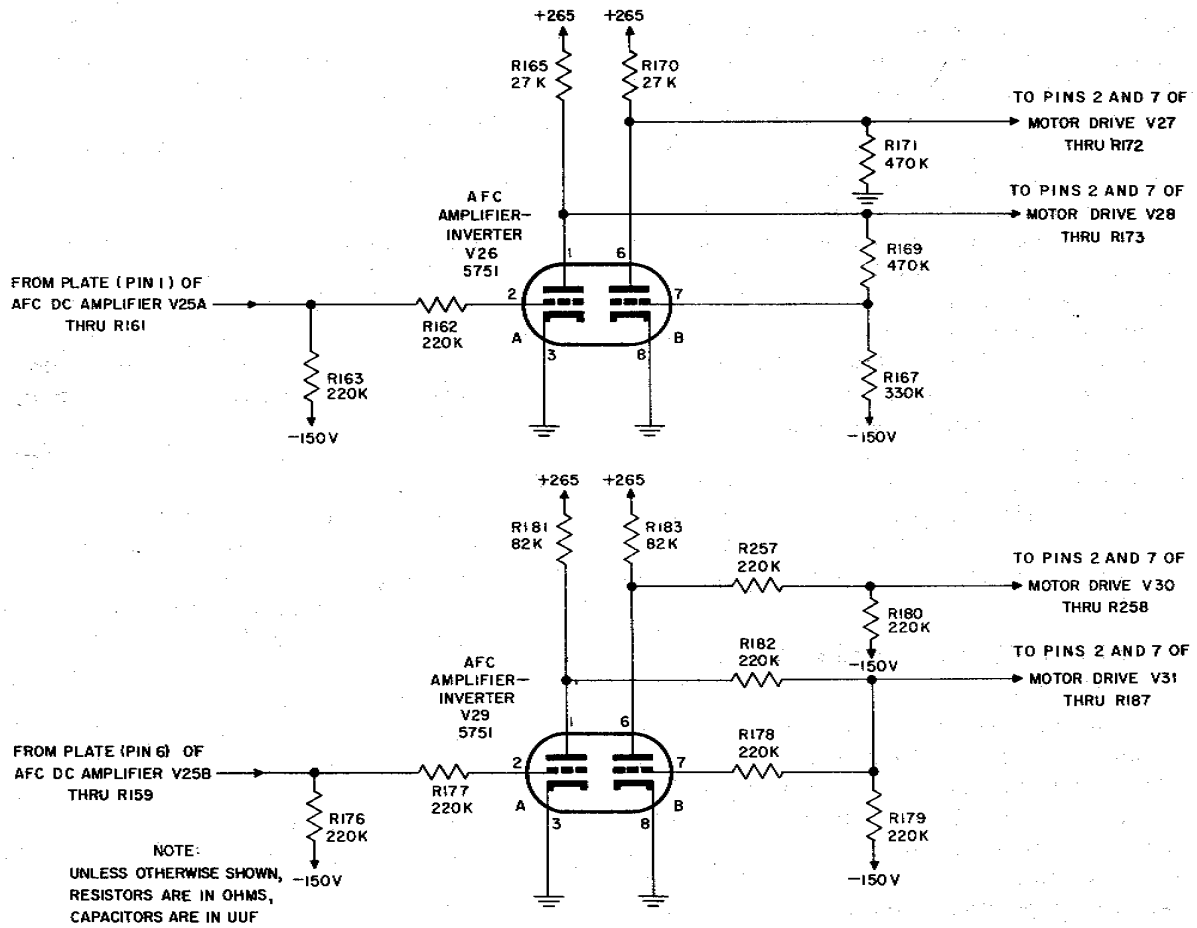 +265
+265
R165
27 K
R170
27 K
TO PINS 2 AND 7 OF
MOTOR DRIVE V27
THRU R172
R171
470K
AFC
AMPLIFIER-
INVERTER
V26
5751
TO PINS 2 AND 7 OF
MOTOR DRIVE V28
THRU R173
R169
470K
1
6
FROM PLATE (PIN 1) OF
AFC DC AMPLIFIER V25A
THRU R161
2
7
R162
220K
A
3
8
B
R163
220K
R167
330K
-150V
-150V
+265
+265
R181
82K
R183
82K
R257
220K
TO PINS 2 AND 7 OF
MOTOR DRIVE V30
THRU R258
R180
220K
R182
220K
-150V
AFC
AMPLIFIER-
INVERTER
V29
5751
TO PINS 2 AND 7 OF
MOTOR DRIVE V31
THRU R187
1
6
R178
220K
FROM PLATE (PIN 6) OF
AFC DC AMPLIFIER V25B
THRU R159
2
7
R177
220K
A
3
8
B
R176
220K
R179
220K
-150V
-150V
NOTE:
UNLESS OTHERWISE SHOWN,
RESISTORS ARE IN OHMS,
CAPACITORS ARE IN UUF